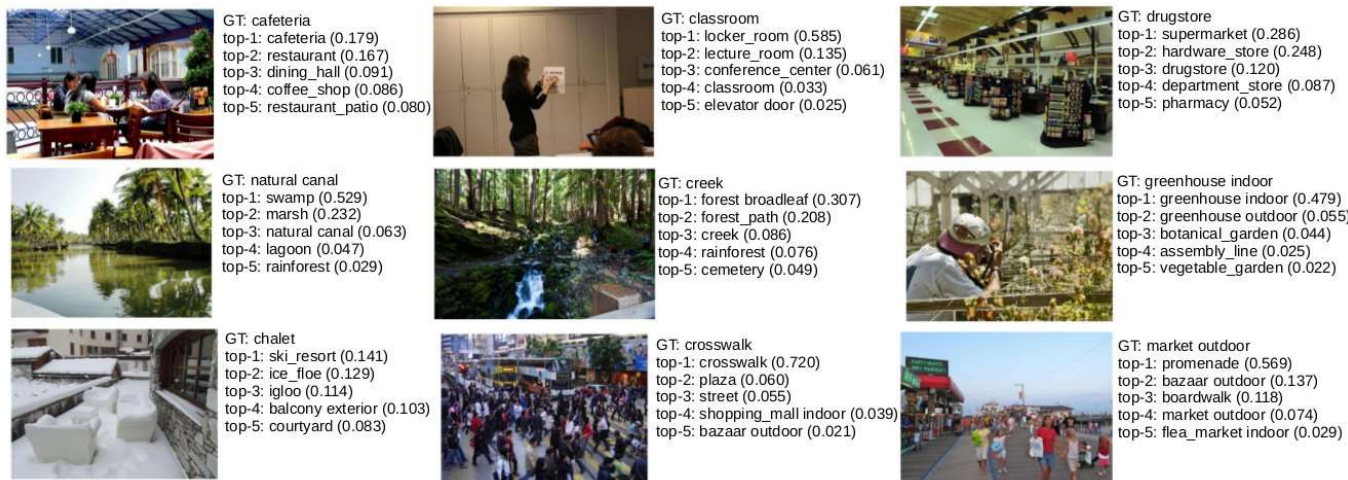 GT: cafeteria
top-1: cafeteria (0.179)
top-2: restaurant (0.167)
top-3: dining_hall (0.091)
top-4: coffee_shop (0.086)
top-5: restaurant_patio (0.080)
GT: classroom
top-1: locker_room (0.585)
top-2: lecture_room (0.135)
top-3: conference_center (0.061)
top-4: classroom (0.033)
top-5: elevator door (0.025)
GT: drugstore
top-1: supermarket (0.286)
top-2: hardware_store (0.248)
top-3: drugstore (0.120)
top-4: department_store (0.087)
top-5: pharmacy (0.052)
GT: natural canal
top-1: swamp (0.529)
top-2: marsh (0.232)
top-3: natural canal (0.063)
top-4: lagoon (0.047)
top-5: rainforest (0.029)
GT: creek
top-1: forest broadleaf (0.307)
top-2: forest_path (0.208)
top-3: creek (0.086)
top-4: rainforest (0.076)
top-5: cemetery (0.049)
GT: greenhouse indoor
top-1: greenhouse indoor (0.479)
top-2: greenhouse outdoor (0.055)
top-3: botanical_garden (0.044)
top-4: assembly_line (0.025)
top-5: vegetable_garden (0.022)
GT: chalet
top-1: ski_resort (0.141)
top-2: ice_floe (0.129)
top-3: igloo (0.114)
top-4: balcony exterior (0.103)
top-5: courtyard (0.083)
GT: crosswalk
top-1: crosswalk (0.720)
top-2: plaza (0.060)
top-3: street (0.055)
top-4: shopping_mall indoor (0.039)
top-5: bazaar outdoor (0.021)
GT: market outdoor
top-1: promenade (0.569)
top-2: bazaar outdoor (0.137)
top-3: boardwalk (0.118)
top-4: market outdoor (0.074)
top-5: flea_market indoor (0.029)